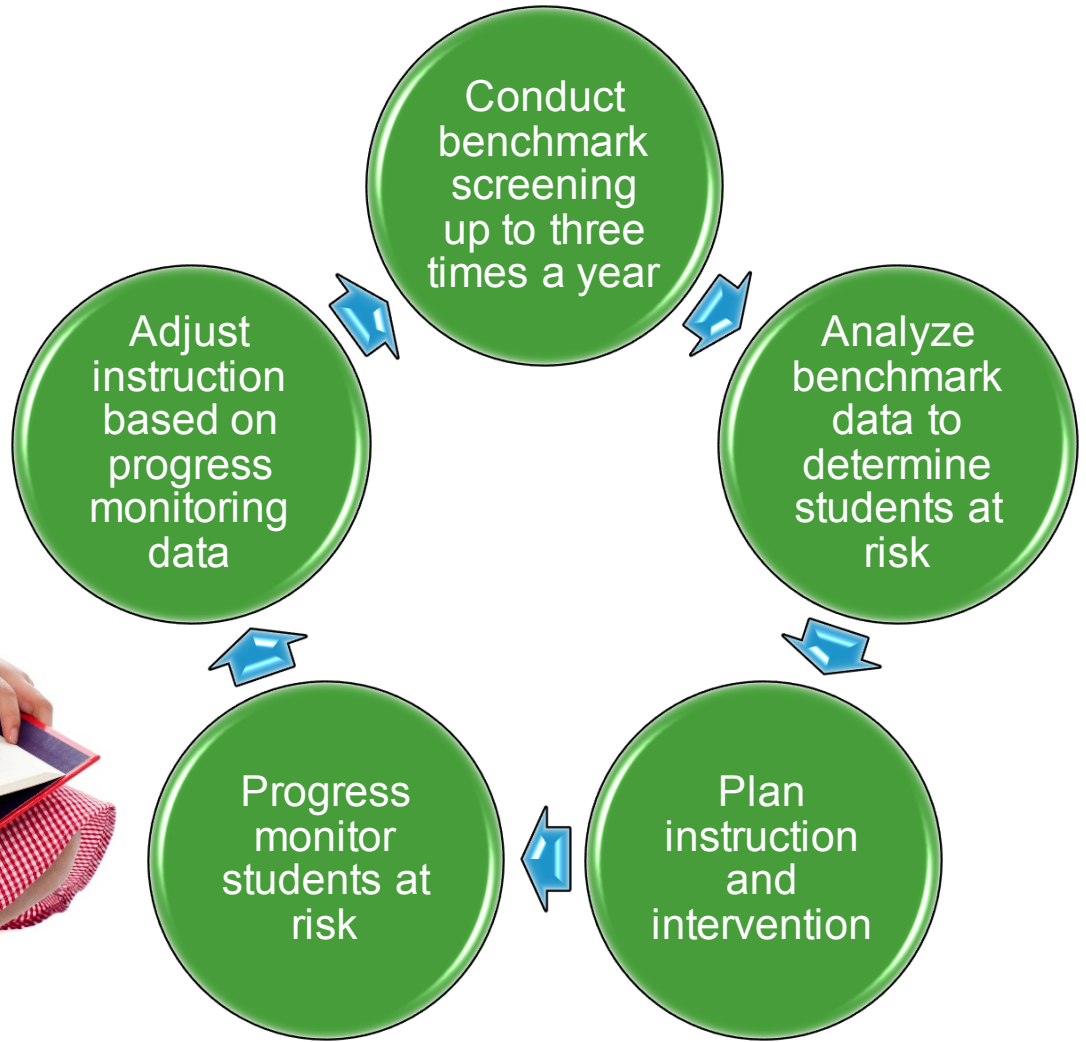 Conduct
benchmark
screening
up to three
times a year
Analyze
benchmark
data to
determine
students at
risk
Plan
instruction
and
intervention
Progress
monitor
students at
risk
Adjust
instruction
based on
progress
monitoring
data